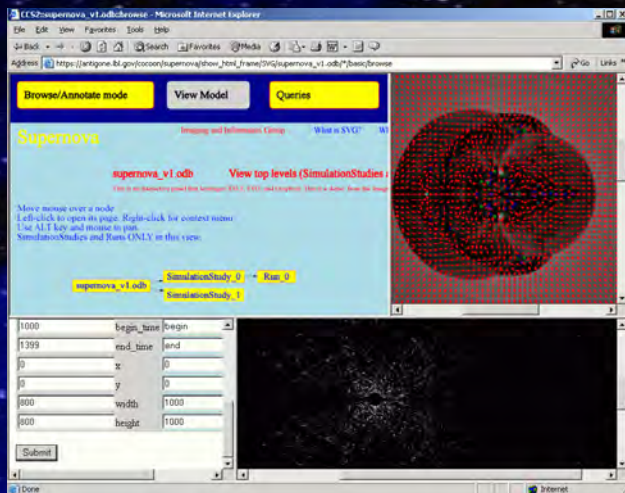 CCS2::supernova_v1.odb:browse - Microsoft Internet Explorer
File Edit View Favorites Tools Help
Back Search Favorites Media
Address https://antigone.lbl.gov/cocoon/supernova/show_html_frame/SVG/supernova_v1.odb/*/basic/browse Go Links »
Browse/Annotate mode View Model Queries
Supernova Imaging and Informatics Group What is SVG? Wi
supernova_v1.odb View top levels (SimulationStudies a
Move mouse over a node
Left-click to open its page. Right-click for context menu
Use ALT key and mouse to pan.
SimulationStudies and Runs ONLY in this view.
supernova_v1.odb SimulationStudy_0 Run_0
SimulationStudy_1
1000 begin_time begin
1399 end_time end
0 x 0
0 y 0
800 width 1000
800 height 1000
Submit
Done Internet